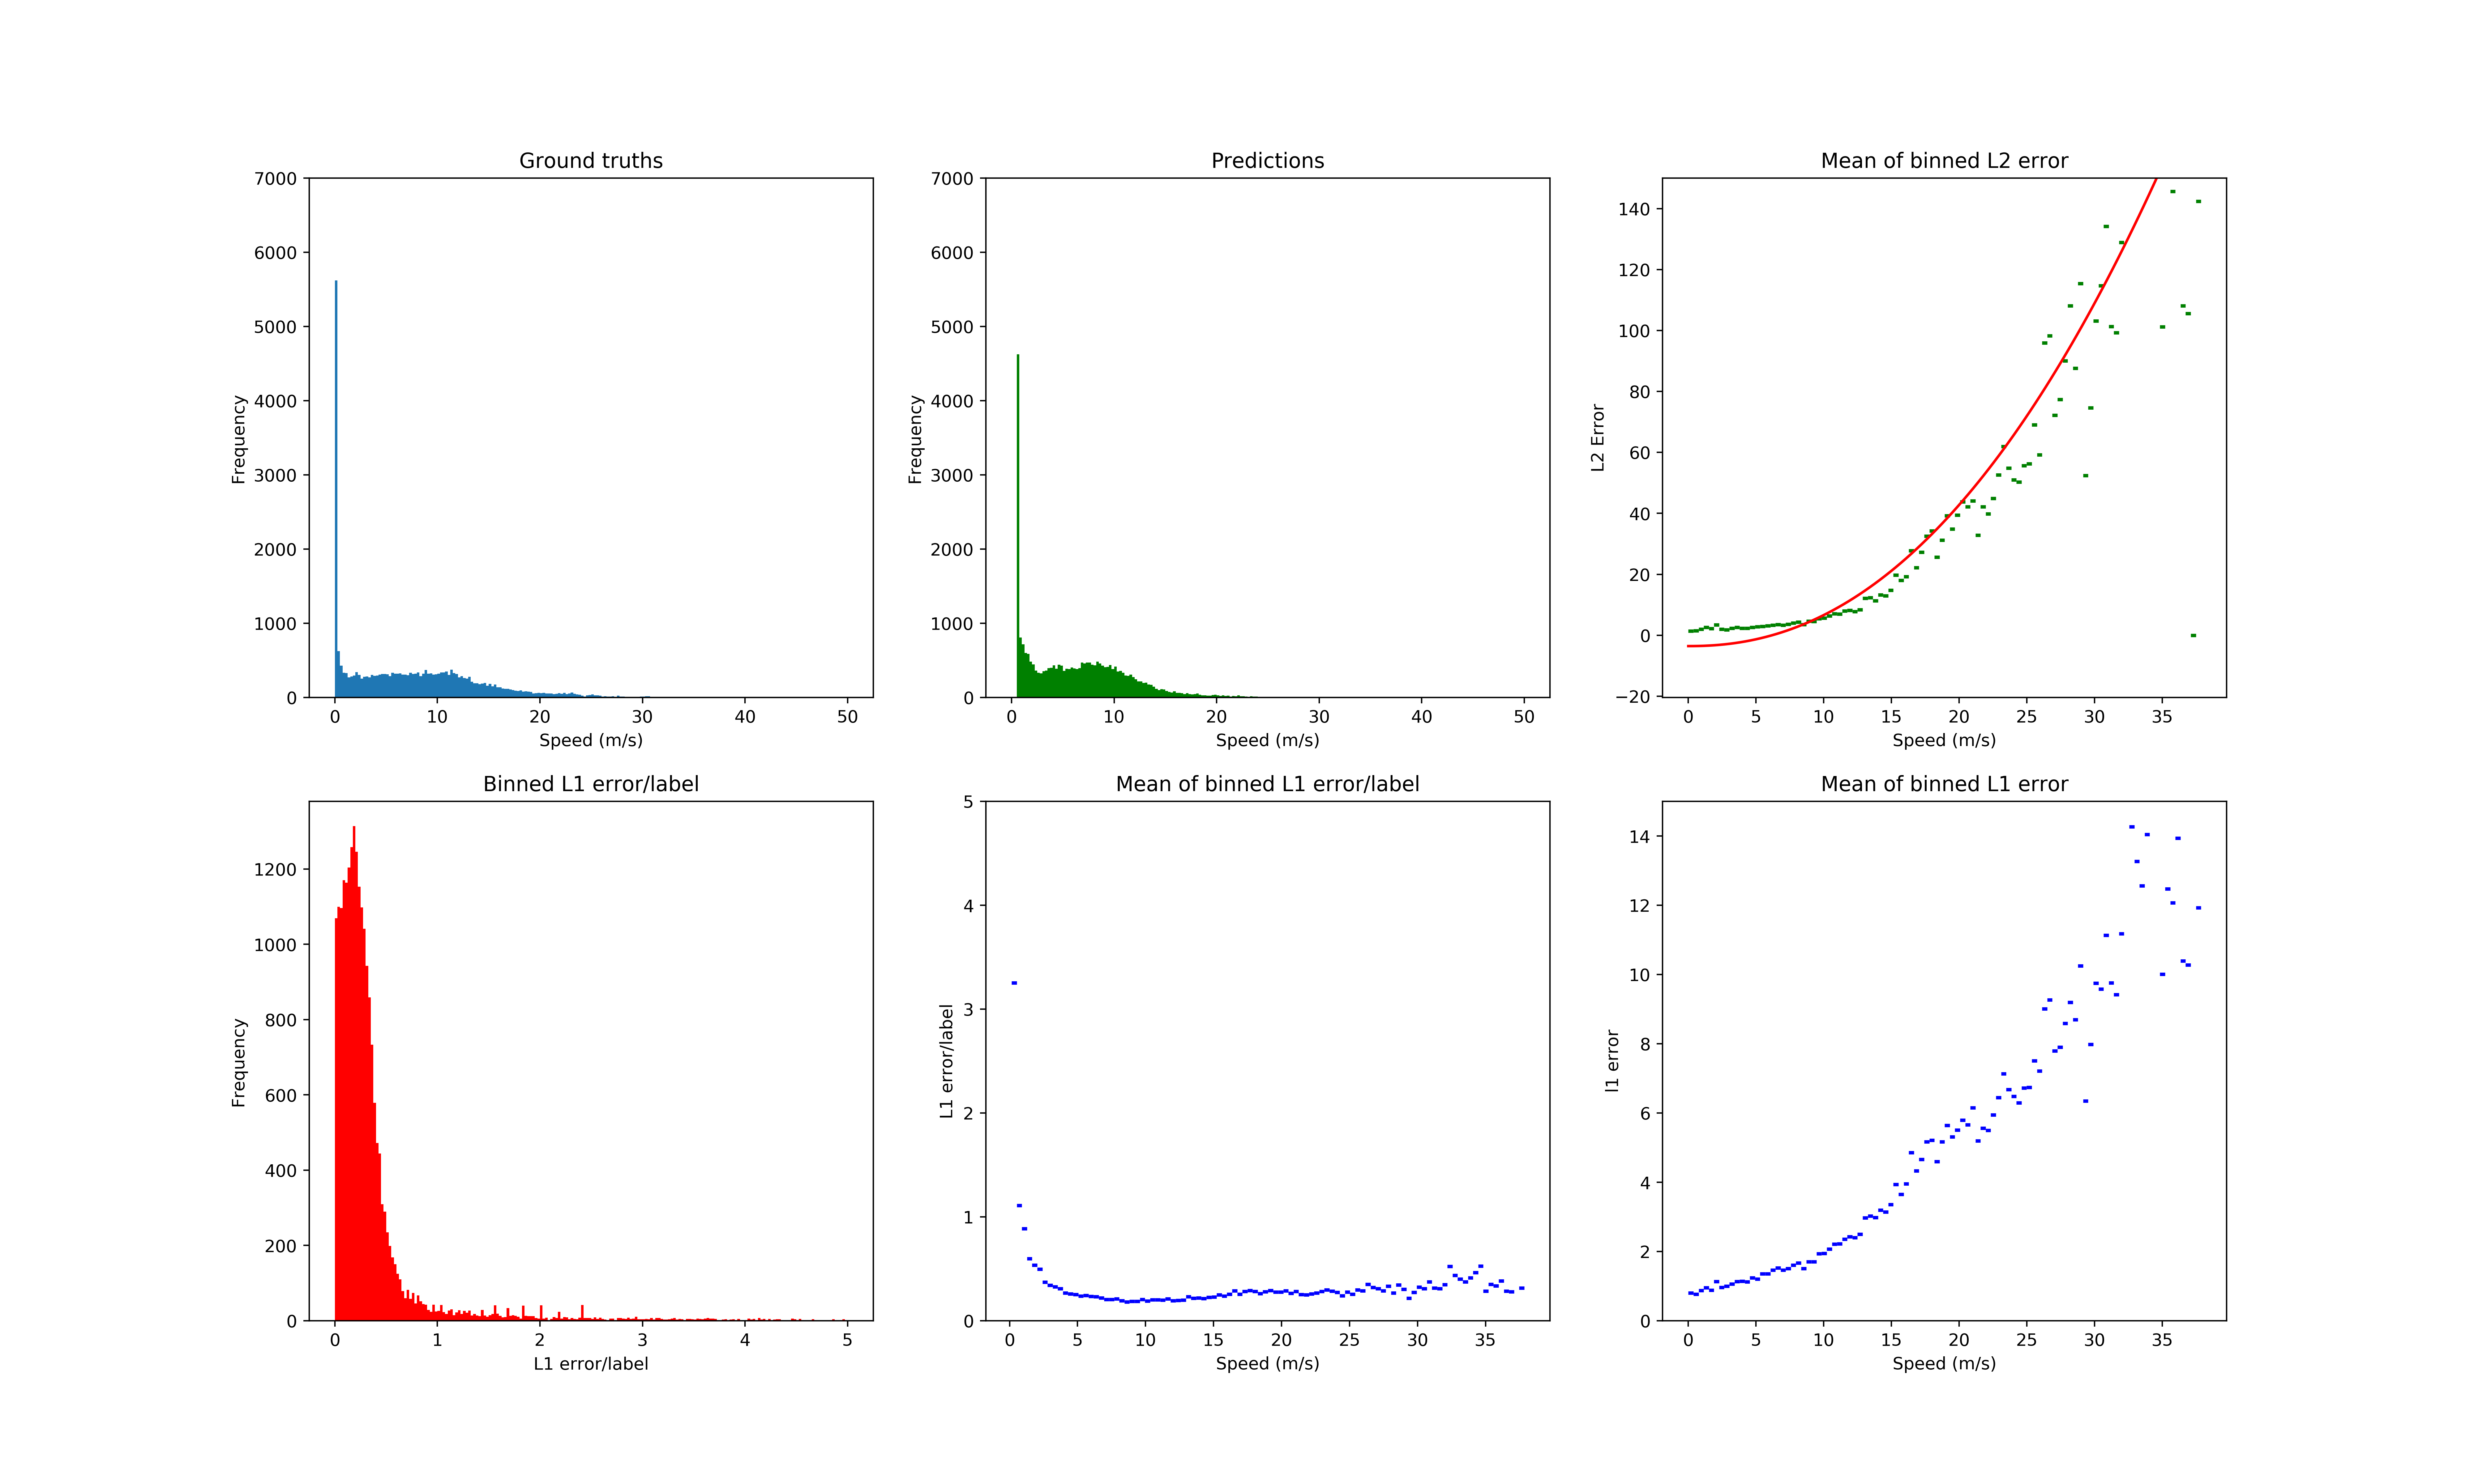 Ground truths
7000
6000
5000
4000
3000
2000
1000
0
Frequency
0 10 20 30 40 50
Speed (m/s)
Predictions
7000
6000
5000
4000
3000
2000
1000
0
Frequency
0 10 20 30 40 50
Speed (m/s)
Mean of binned L2 error
140
120
100
80
60
40
20
0
−20
L2 Error
0 5 10 15 20 25 30 35
Speed (m/s)
Binned L1 error/label
1200
1000
800
600
400
200
0
Frequency
0 1 2 3 4 5
L1 error/label
Mean of binned L1 error/label
5
4
3
2
1
0
L1 error/label
0 5 10 15 20 25 30 35
Speed (m/s)
Mean of binned L1 error
14
12
10
8
6
4
2
0
l1 error
0 5 10 15 20 25 30 35
Speed (m/s)